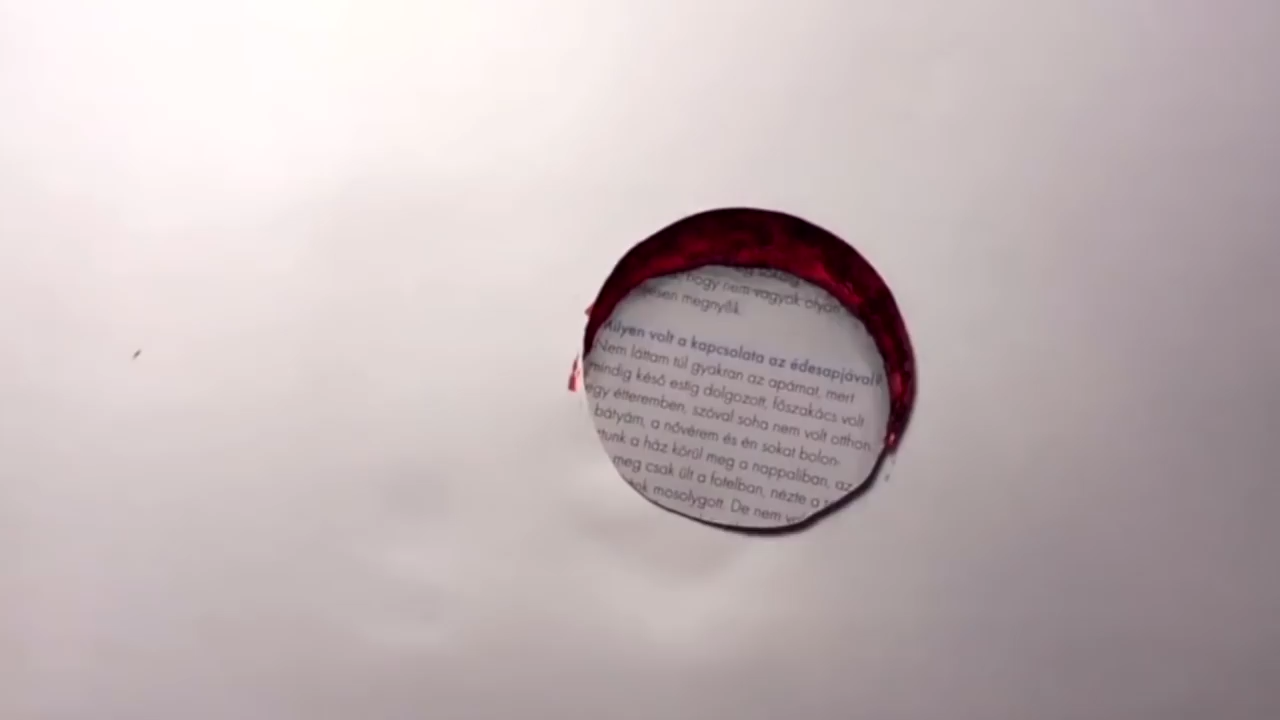 hogy nem vagyok olyan
megnyílik.
Milyen volt a kapcsolata az édesapjával?
Nem láttam túl gyakran az apámat, mert
mindig késő estig dolgozott, főszakács volt
egy étteremben, szóval soha nem volt otthon.
bátyám, a nővérem és én sokat bolon-
tunk a ház körül meg a nappaliban, az
meg csak ült a fotelban, nézte a
mosolygott. De nem